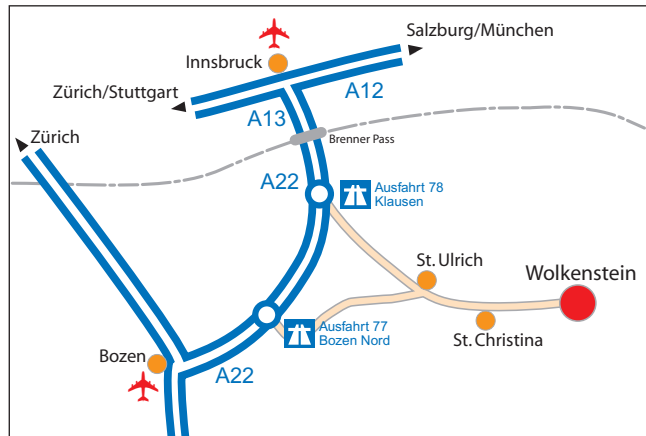 Salzburg/München
Innsbruck
Zürich/Stuttgart
A12
A13
Zürich
Brenner Pass
A22
Ausfahrt 78
Klausen
St. Ulrich
Wolkenstein
St. Christina
Ausfahrt 77
Bozen Nord
Bozen
A22